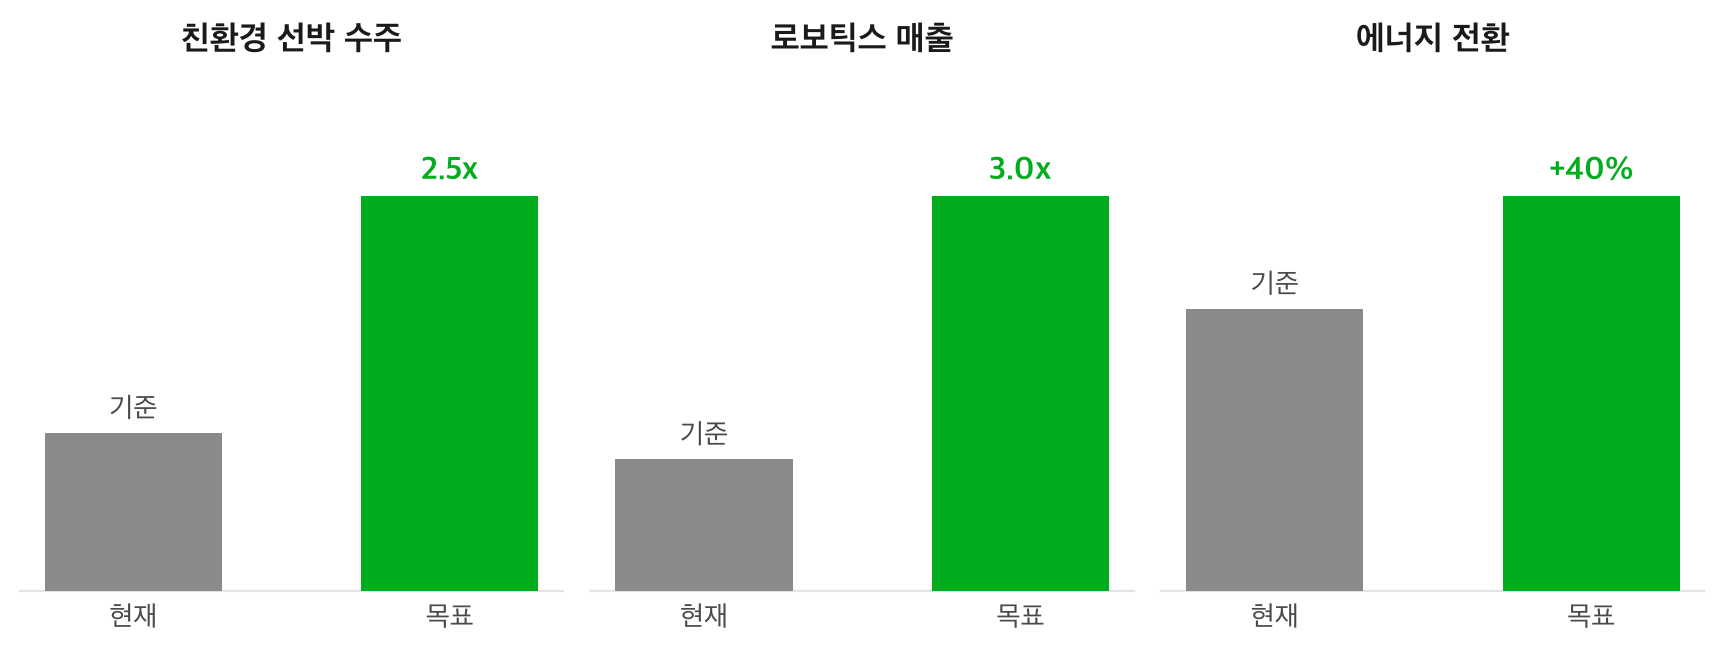 친환경 선박 수주
2.5x
기준
현재
목표
로보틱스 매출
3.0x
기준
현재
목표
에너지 전환
+40%
기준
현재
목표